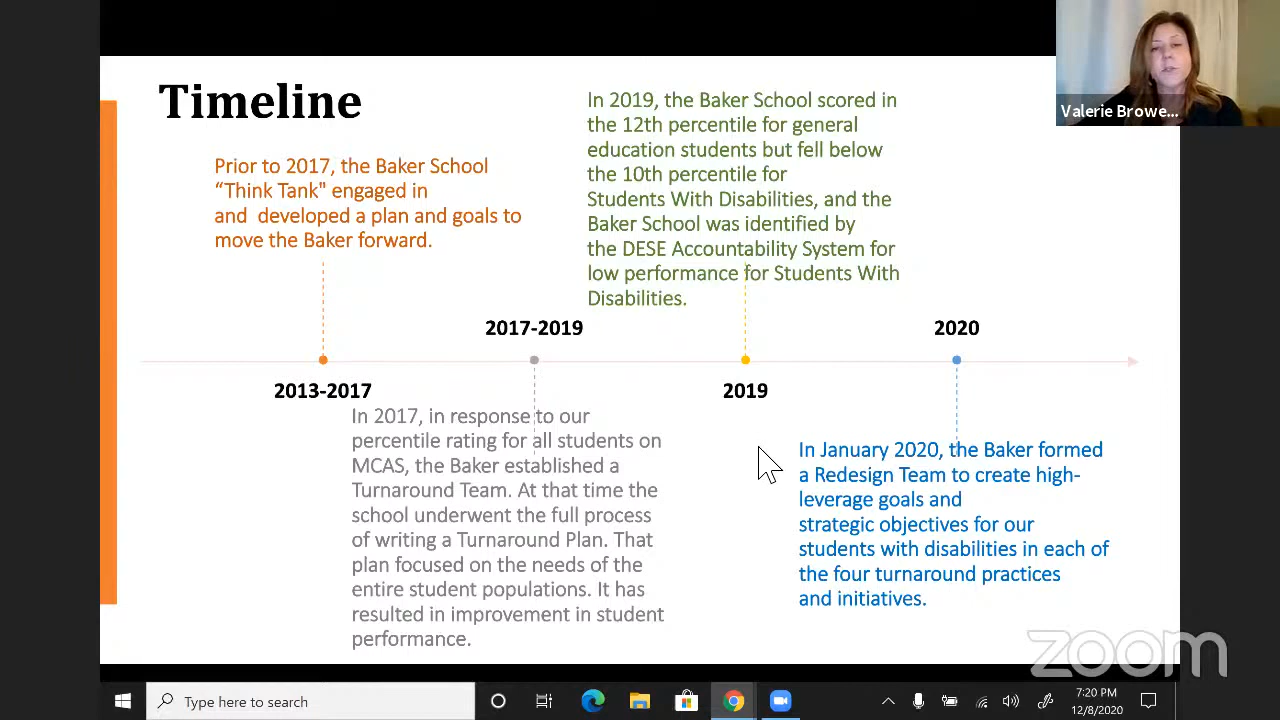 Timeline
Prior to 2017, the Baker School
“Think Tank" engaged in
and developed a plan and goals to
move the Baker forward.
In 2019, the Baker School scored in
the 12th percentile for general
education students but fell below
the 10th percentile for
Students With Disabilities, and the
Baker School was identified by
the DESE Accountability System for
low performance for Students With
Disabilities.
Valerie Browe...
2017-2019
2020
2013-2017
2019
In 2017, in response to our
percentile rating for all students on
MCAS, the Baker established a
Turnaround Team. At that time the
school underwent the full process
of writing a Turnaround Plan. That
plan focused on the needs of the
entire student populations. It has
resulted in improvement in student
performance.
In January 2020, the Baker formed
a Redesign Team to create high-
leverage goals and
strategic objectives for our
students with disabilities in each of
the four turnaround practices
and initiatives.
zoom
Type here to search
7:20 PM
12/8/2020